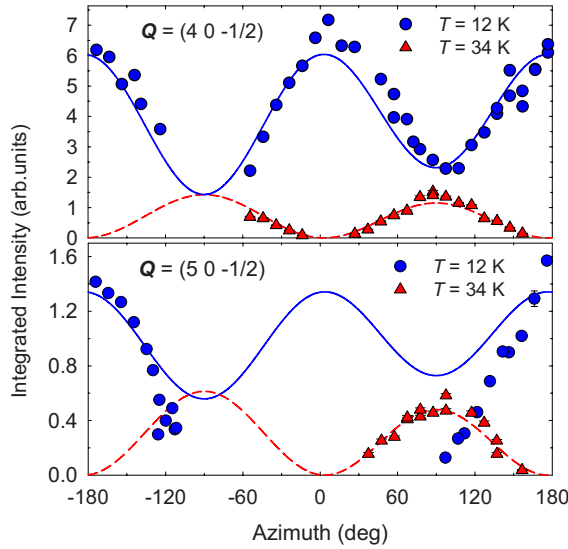 7
6
5
4
3
2
1
0
Q = (4 0 -1/2)
T = 12 K
T = 34 K
Integrated Intensity (arb.units)
1.6
1.2
0.8
0.4
0.0
Q = (5 0 -1/2)
T = 12 K
T = 34 K
-180 -120 -60 0 60 120 180
Azimuth (deg)